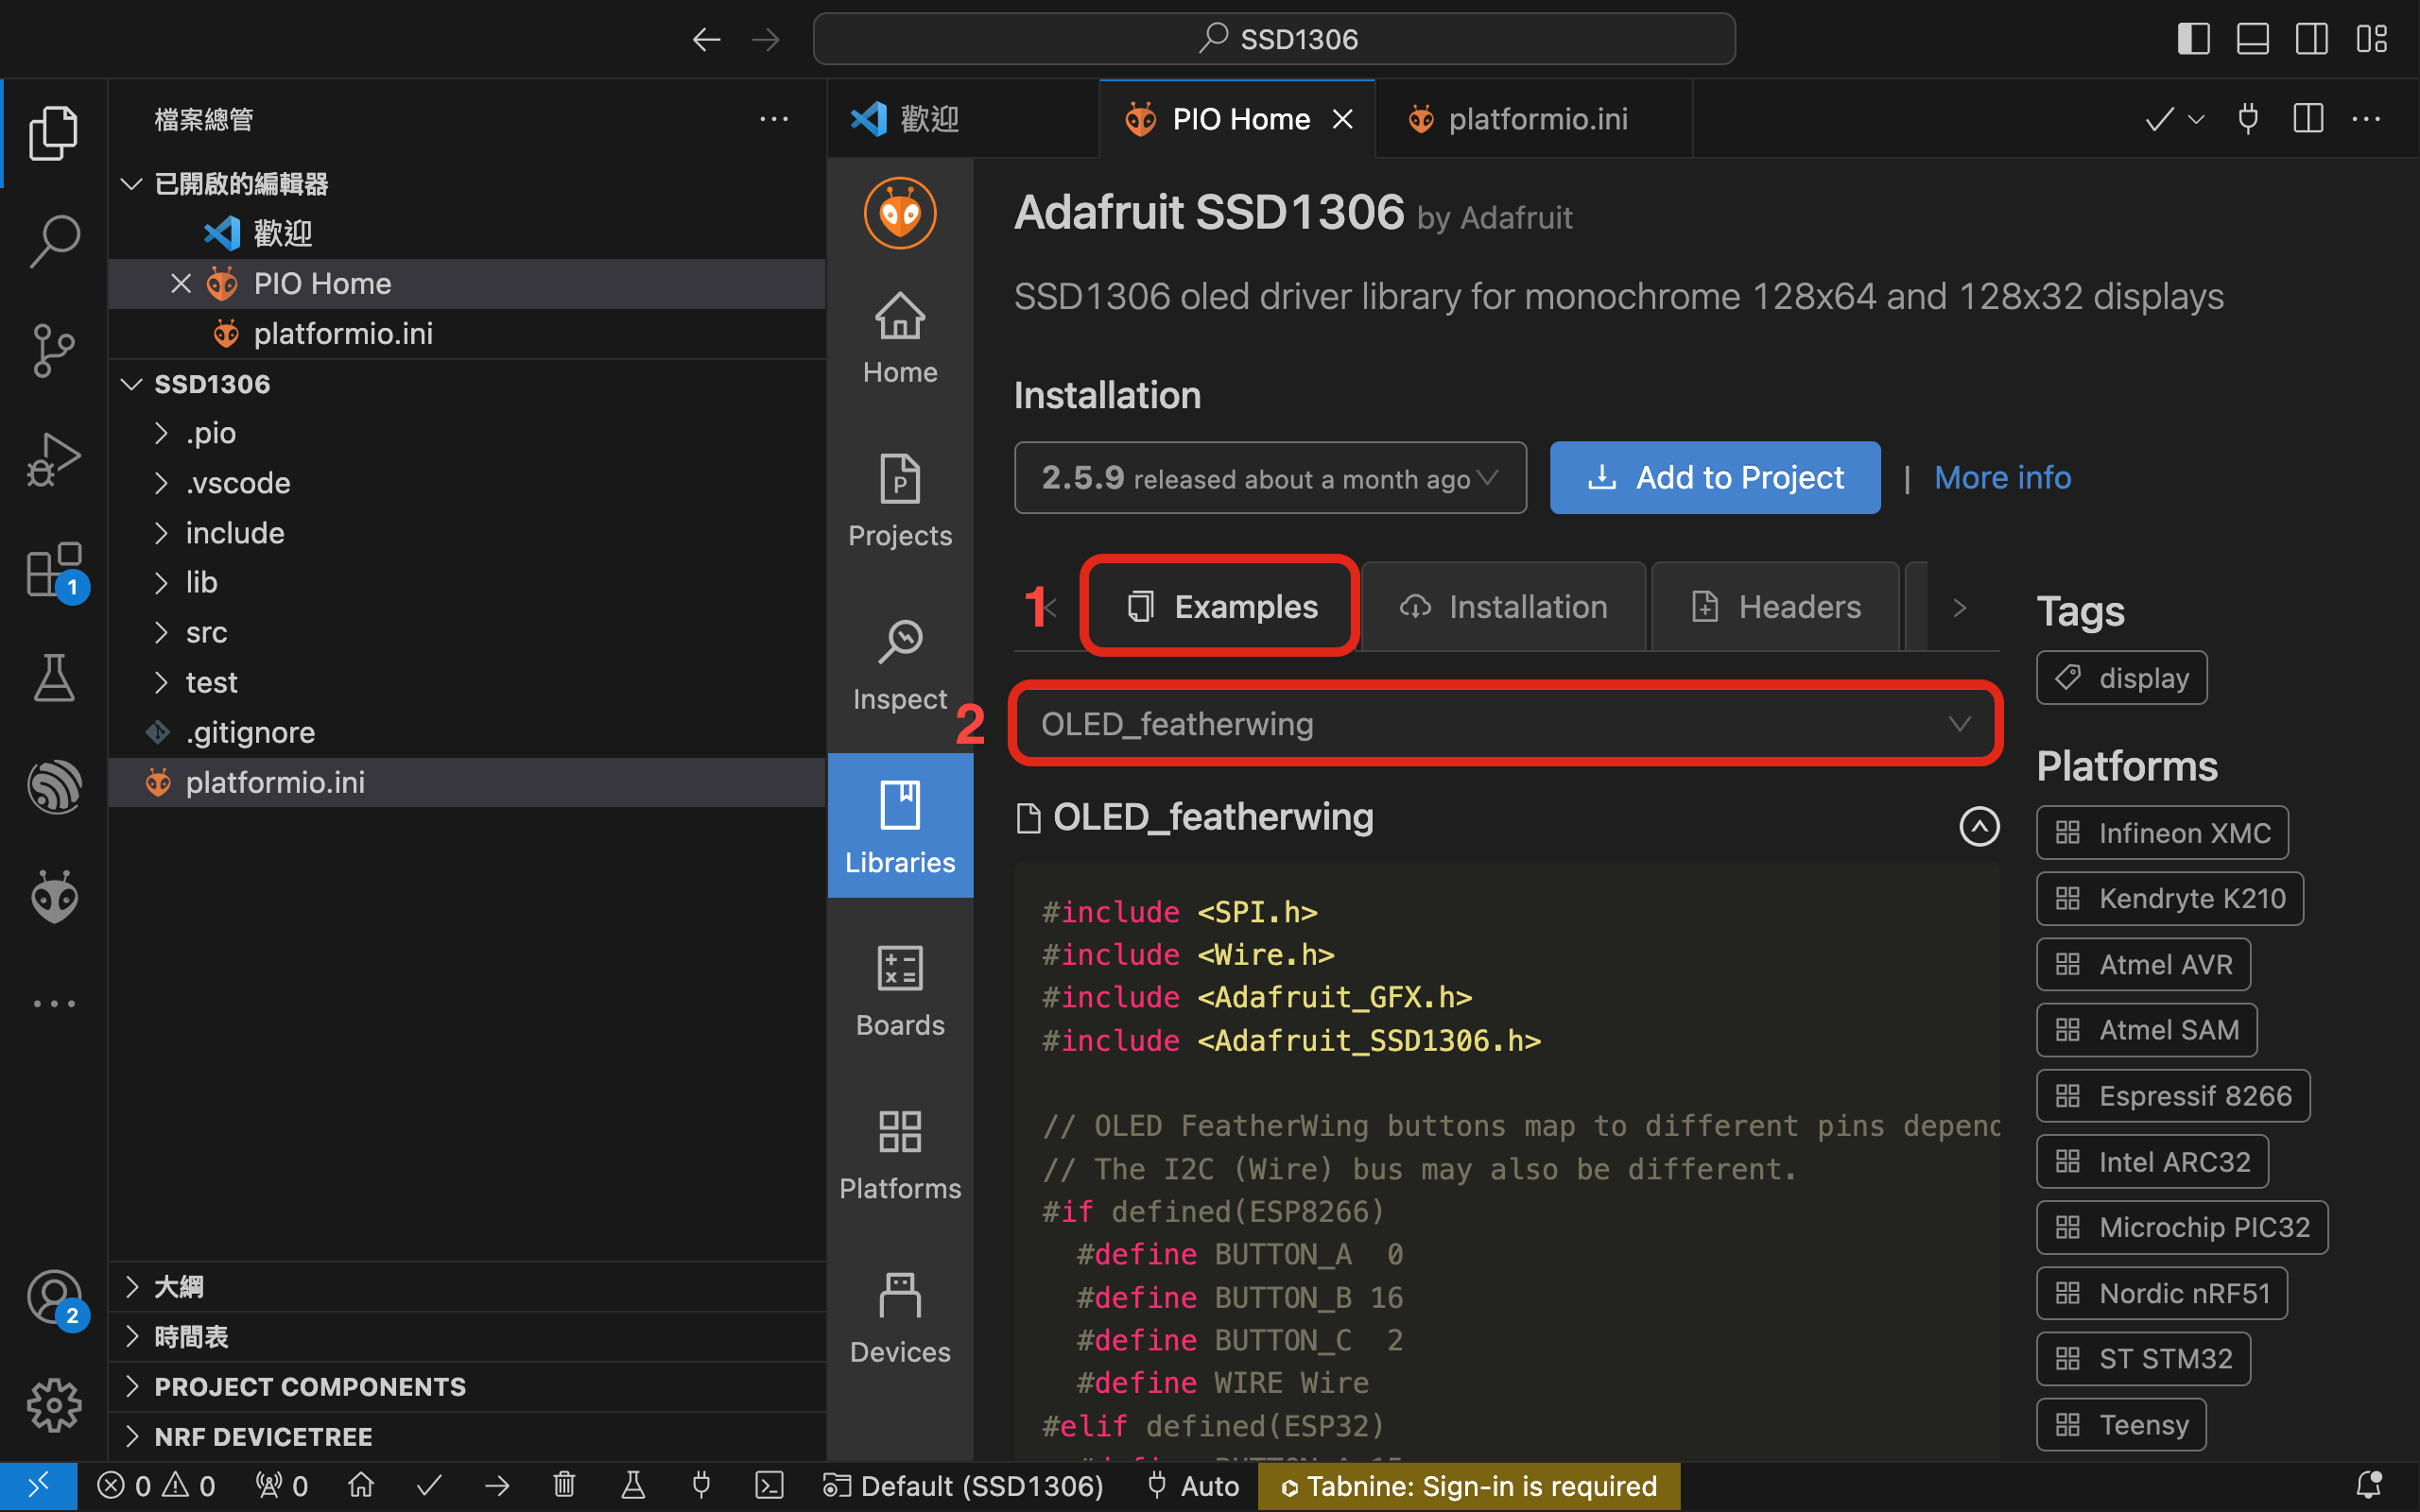 SSD1306
檔案總管
已開啟的編輯器
歡迎
PIO Home
platformio.ini
SSD1306
.pio
.vscode
include
lib
src
test
.gitignore
platformio.ini
大綱
時間表
PROJECT COMPONENTS
NRF DEVICETREE
1
2
歡迎
PIO Home
platformio.ini
Home
Projects
Inspect
Libraries
Boards
Platforms
Devices
Adafruit SSD1306 by Adafruit
SSD1306 oled driver library for monochrome 128x64 and 128x32 displays
Installation
2.5.9 released about a month ago
Add to Project | More info
1
Examples
Installation
Headers
2
OLED_featherwing
OLED_featherwing
#include <SPI.h>
#include <Wire.h>
#include <Adafruit_GFX.h>
#include <Adafruit_SSD1306.h>
// OLED FeatherWing buttons map to different pins depend
// The I2C (Wire) bus may also be different.
#if defined(ESP8266)
#define BUTTON_A 0
#define BUTTON_B 16
#define BUTTON_C 2
#define WIRE Wire
#elif defined(ESP32)
Tags
display
Platforms
Infineon XMC
Kendryte K210
Atmel AVR
Atmel SAM
Espressif 8266
Intel ARC32
Microchip PIC32
Nordic nRF51
ST STM32
Teensy
0 0 0 Default (SSD1306) Auto Tabnine: Sign-in is required